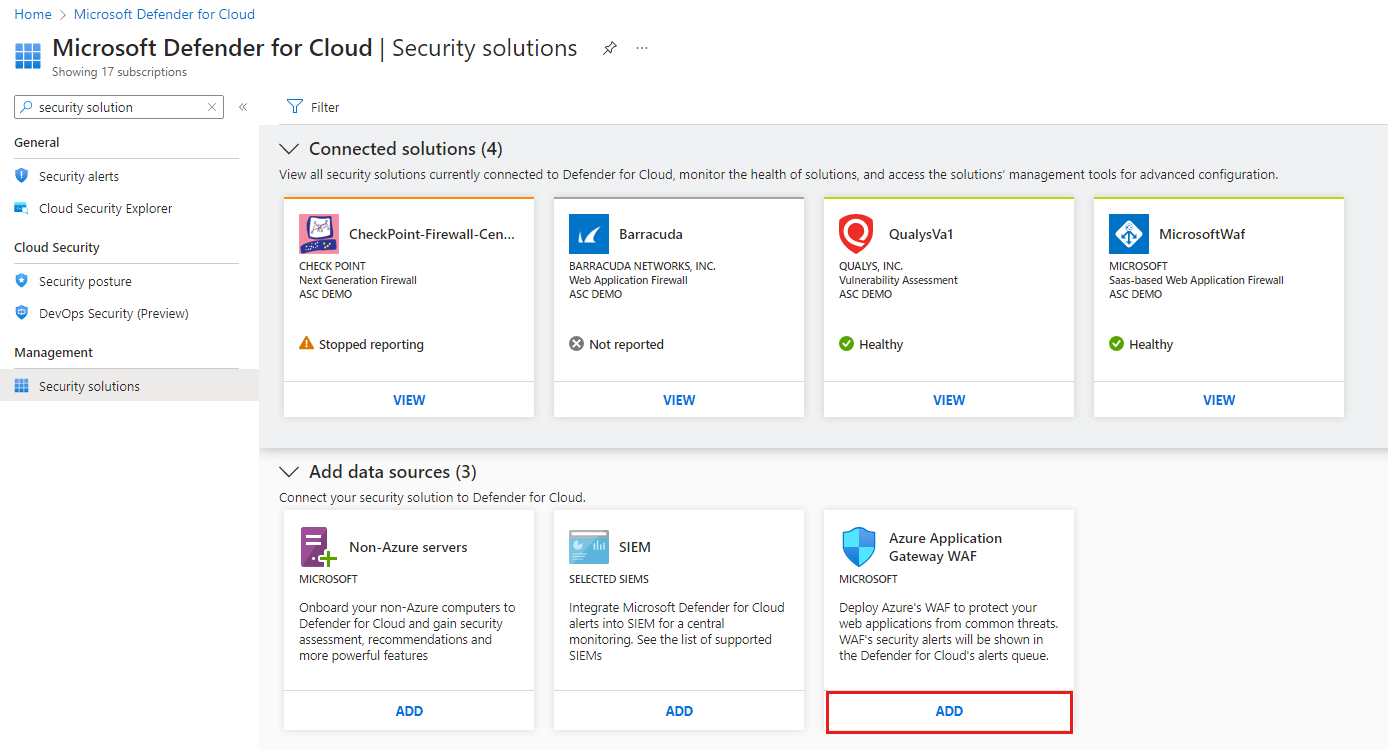 Home > Microsoft Defender for Cloud
Microsoft Defender for Cloud | Security solutions
Showing 17 subscriptions
security solution
Filter
General
Security alerts
Cloud Security Explorer
Cloud Security
Security posture
DevOps Security (Preview)
Management
Security solutions
Connected solutions (4)
View all security solutions currently connected to Defender for Cloud, monitor the health of solutions, and access the solutions' management tools for advanced configuration.
CheckPoint-Firewall-Cen...
CHECK POINT
Next Generation Firewall
ASC DEMO
Stopped reporting
VIEW
Barracuda
BARRACUDA NETWORKS, INC.
Web Application Firewall
ASC DEMO
Not reported
VIEW
QualysVa1
QUALYS, INC.
Vulnerability Assessment
ASC DEMO
Healthy
VIEW
MicrosoftWaf
MICROSOFT
Saas-based Web Application Firewall
ASC DEMO
Healthy
VIEW
Add data sources (3)
Connect your security solution to Defender for Cloud.
Non-Azure servers
MICROSOFT
Onboard your non-Azure computers to
Defender for Cloud and gain security
assessment, recommendations and
more powerful features
ADD
SIEM
SELECTED SIEMS
Integrate Microsoft Defender for Cloud
alerts into SIEM for a central
monitoring. See the list of supported
SIEMs
ADD
Azure Application
Gateway WAF
MICROSOFT
Deploy Azure's WAF to protect your
web applications from common threats.
WAF's security alerts will be shown in
the Defender for Cloud's alerts queue.
ADD